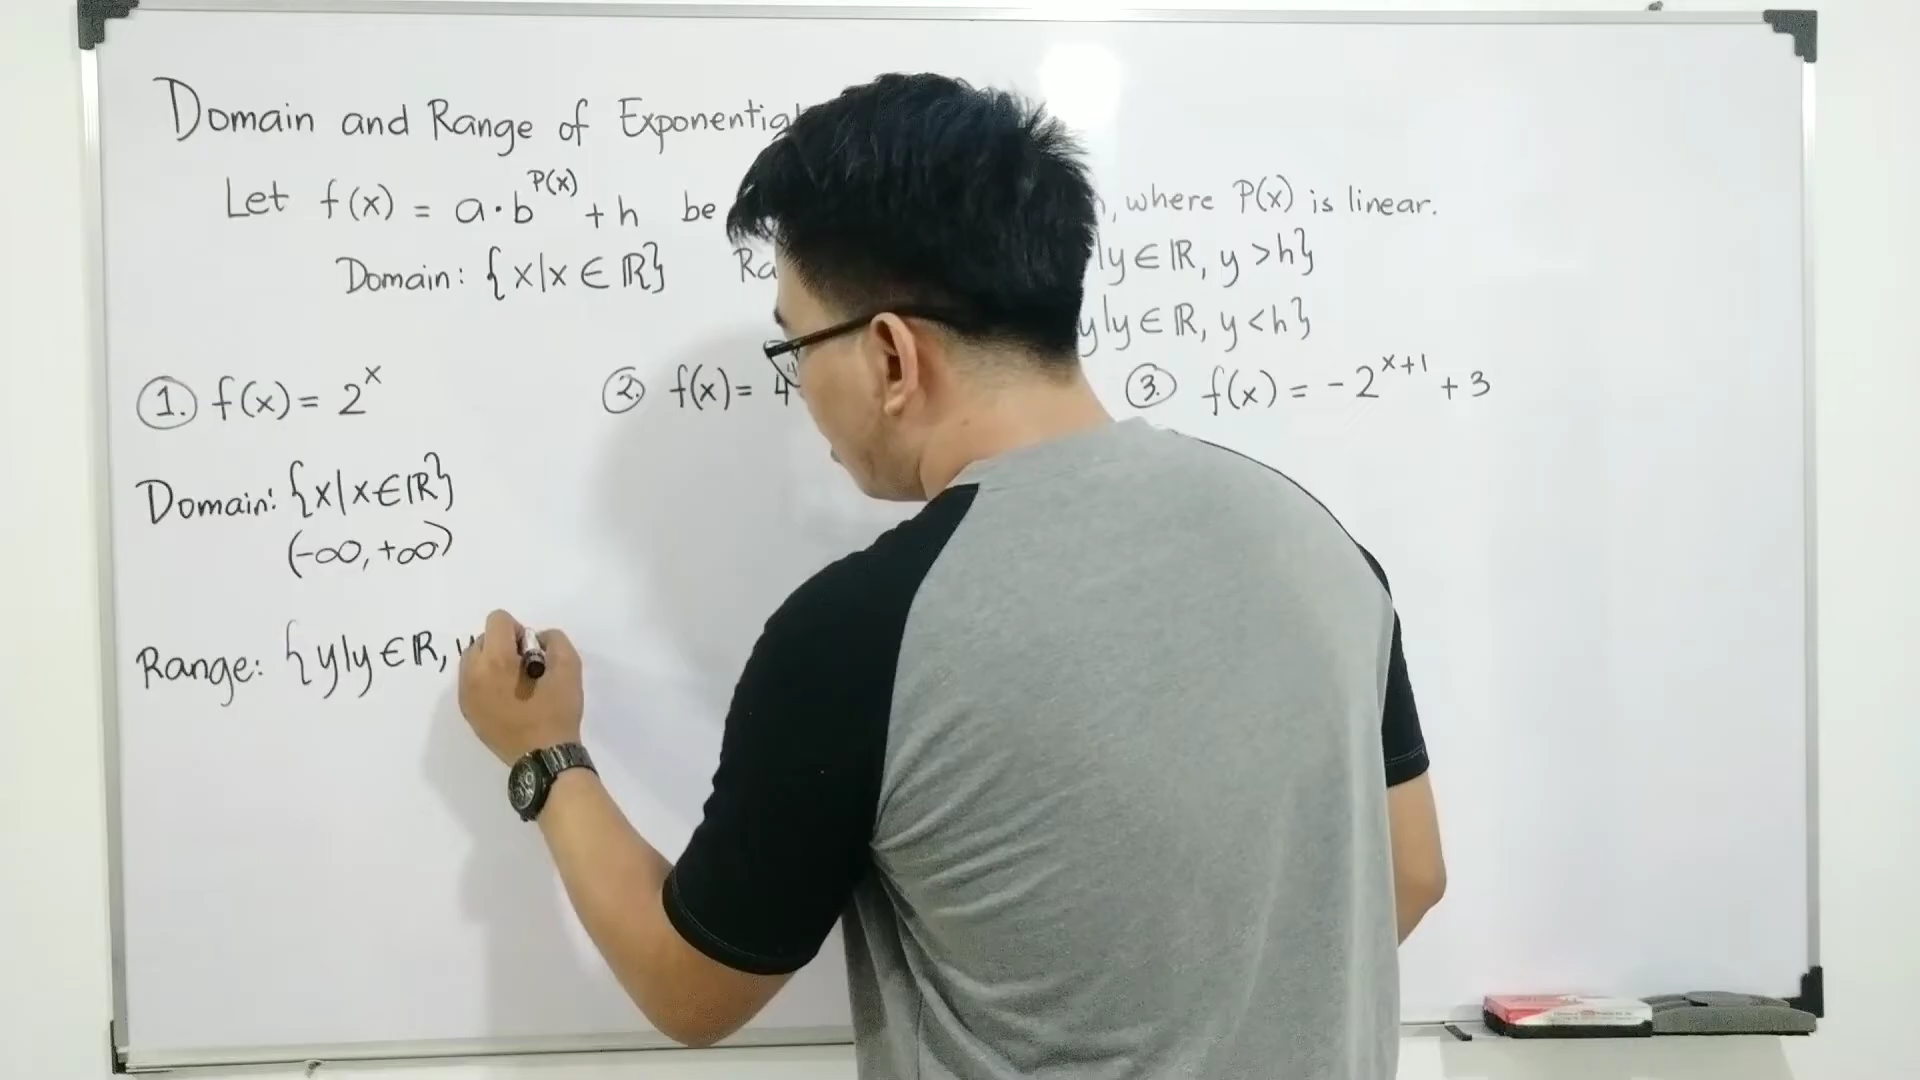 Domain and Range of Exponential
Let f(x) = a·b^P(x) + h be , where P(x) is linear.
Domain: {x|x ∈ ℝ} |y ∈ ℝ, y > h}
y|y ∈ ℝ, y < h}
1. f(x) = 2^x 2. f(x) = 4 3. f(x) = -2^x+1 + 3
Domain: {x|x ∈ ℝ}
(-∞, +∞)
Range: {y|y ∈ ℝ,